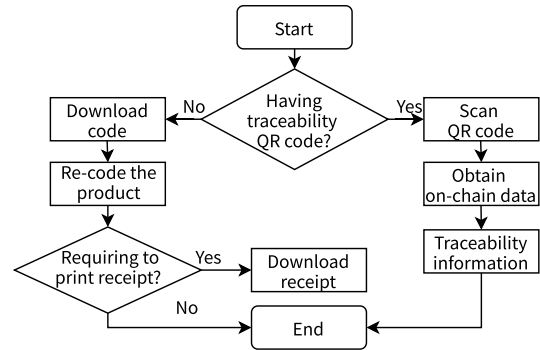 Start
Having
traceability
QR code?
No
Yes
Download
code
Scan
QR code
Re-code the
product
Obtain
on-chain data
Requiring to
print receipt?
Yes
Download
receipt
Traceability
information
No
End